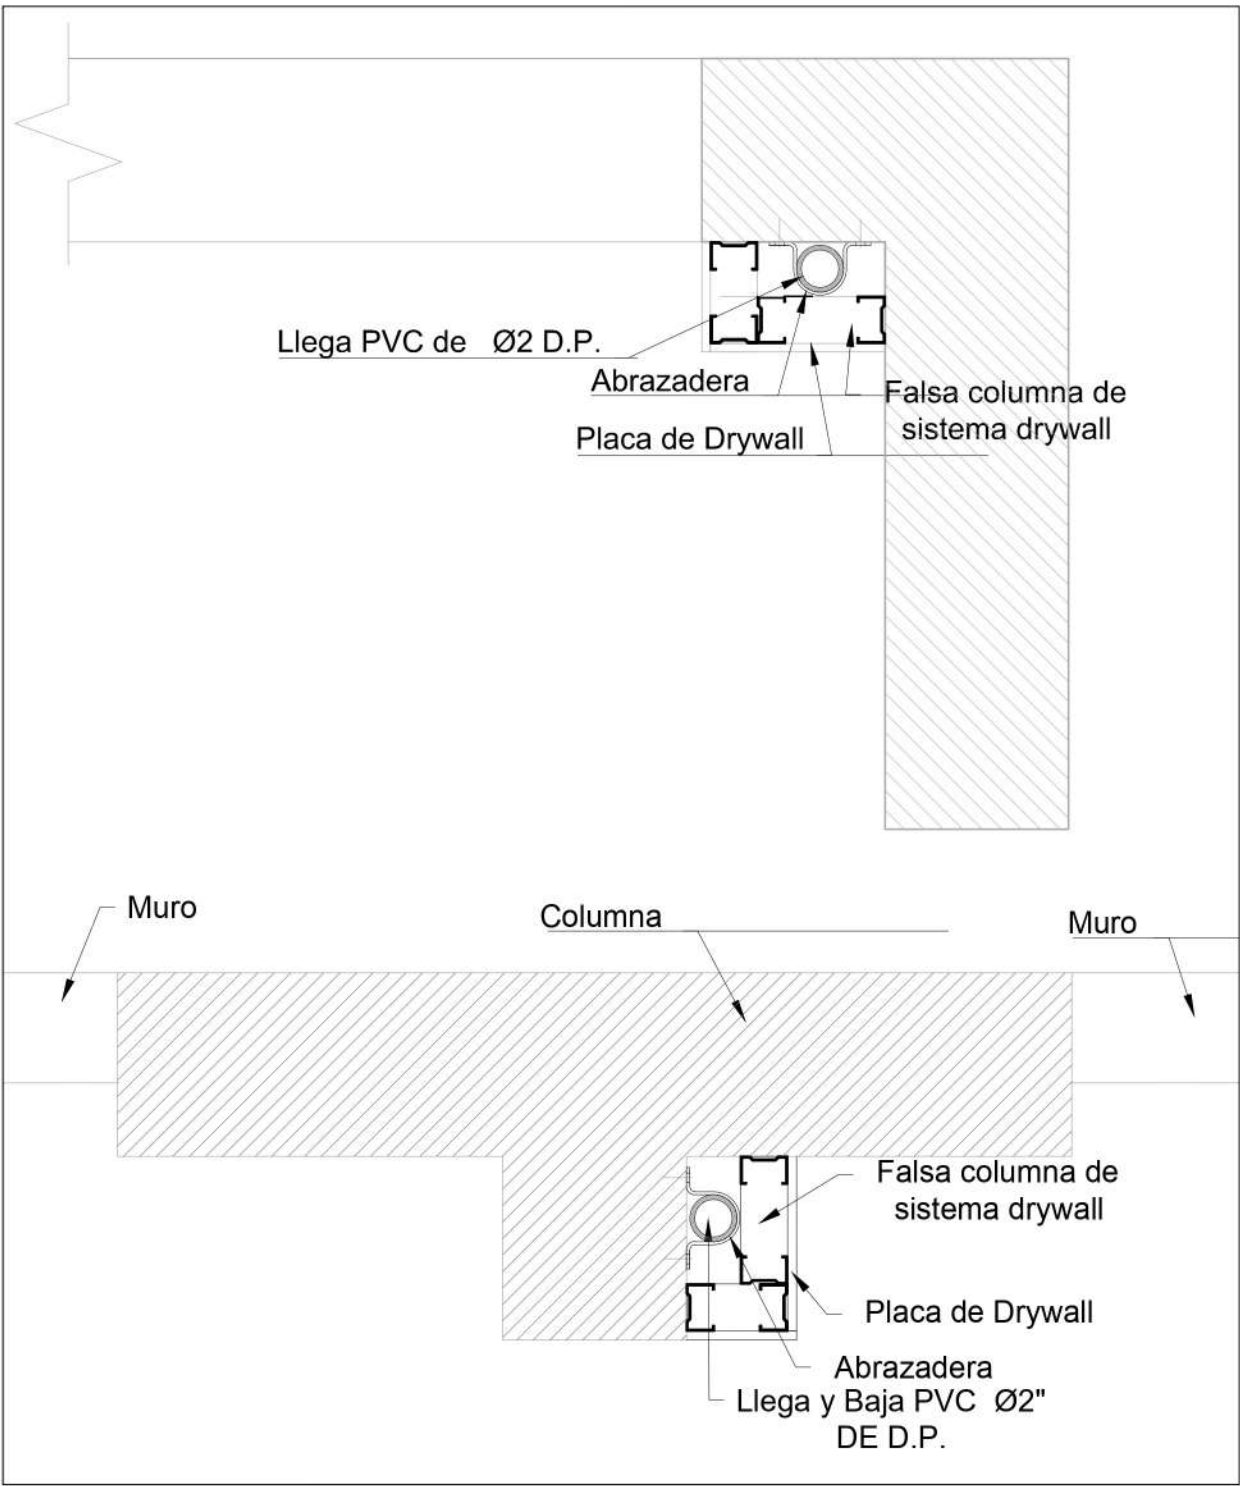 Llega PVC de Ø2 D.P.
Abrazadera
Falsa columna de
sistema drywall
Placa de Drywall
Muro
Columna
Muro
Falsa columna de
sistema drywall
Placa de Drywall
Abrazadera
Llega y Baja PVC Ø2"
DE D.P.